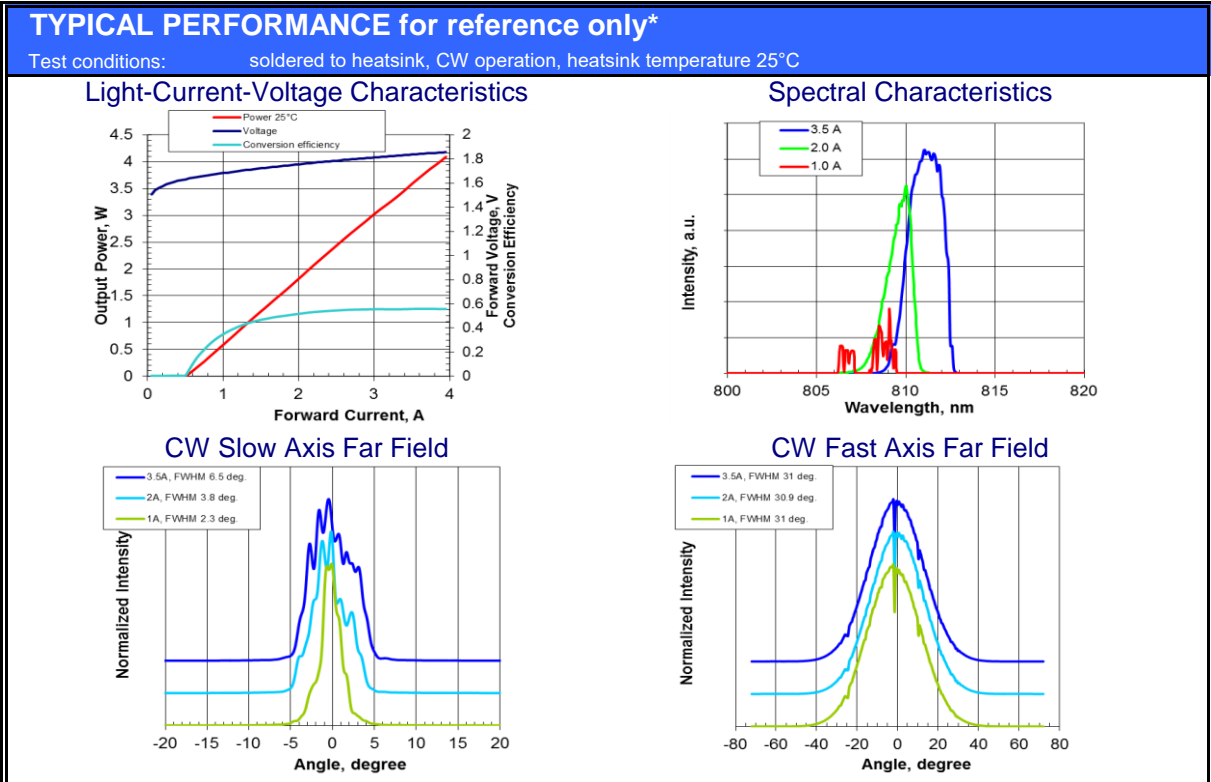 TYPICAL PERFORMANCE for reference only*
Test conditions: soldered to heatsink, CW operation, heatsink temperature 25°C
Light-Current-Voltage Characteristics
Power 25°C
Voltage
Conversion efficiency
Output Power, W
4.5
4
3.5
3
2.5
2
1.5
1
0.5
0
2
1.8
1.6
1.4
1.2
1
0.8
0.6
0.4
0.2
0
Forward Voltage, V
Conversion Efficiency
0 1 2 3 4
Forward Current, A
Spectral Characteristics
3.5 A
2.0 A
1.0 A
Intensity, a.u.
800 805 810 815 820
Wavelength, nm
CW Slow Axis Far Field
3.5A, FWHM 6.5 deg.
2A, FWHM 3.8 deg.
1A, FWHM 2.3 deg.
Normalized Intensity
-20 -15 -10 -5 0 5 10 15 20
Angle, degree
CW Fast Axis Far Field
3.5A, FWHM 31 deg.
2A, FWHM 30.9 deg.
1A, FWHM 31 deg.
Normalized Intensity
-80 -60 -40 -20 0 20 40 60 80
Angle, degree